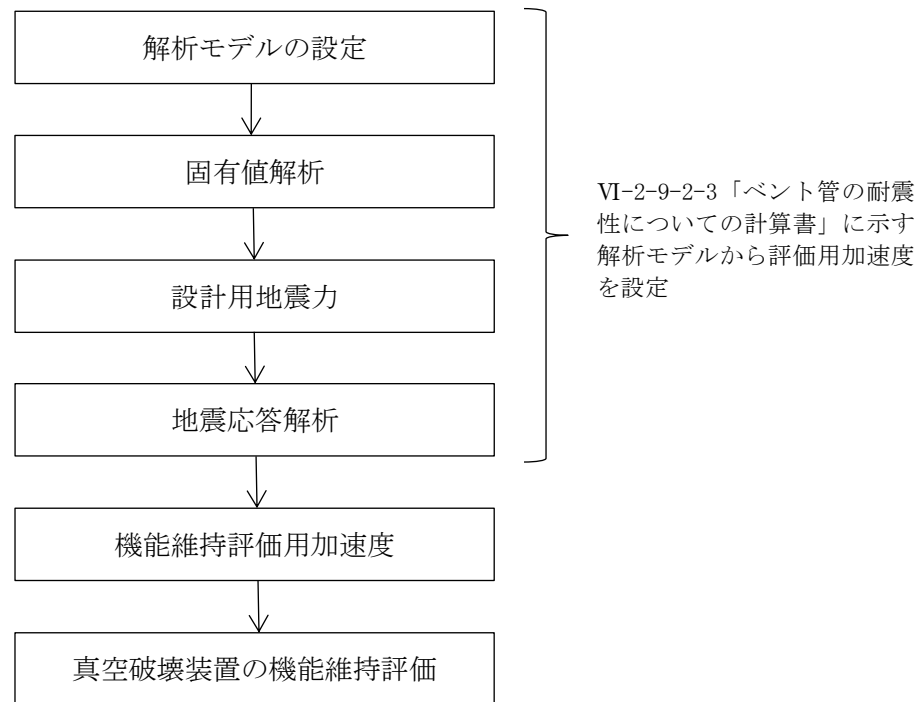 解析モデルの設定
固有値解析
設計用地震力
地震応答解析
機能維持評価用加速度
真空破壊装置の機能維持評価
Ⅵ-2-9-2-3「ベント管の耐震
性についての計算書」に示す
解析モデルから評価用加速度
を設定